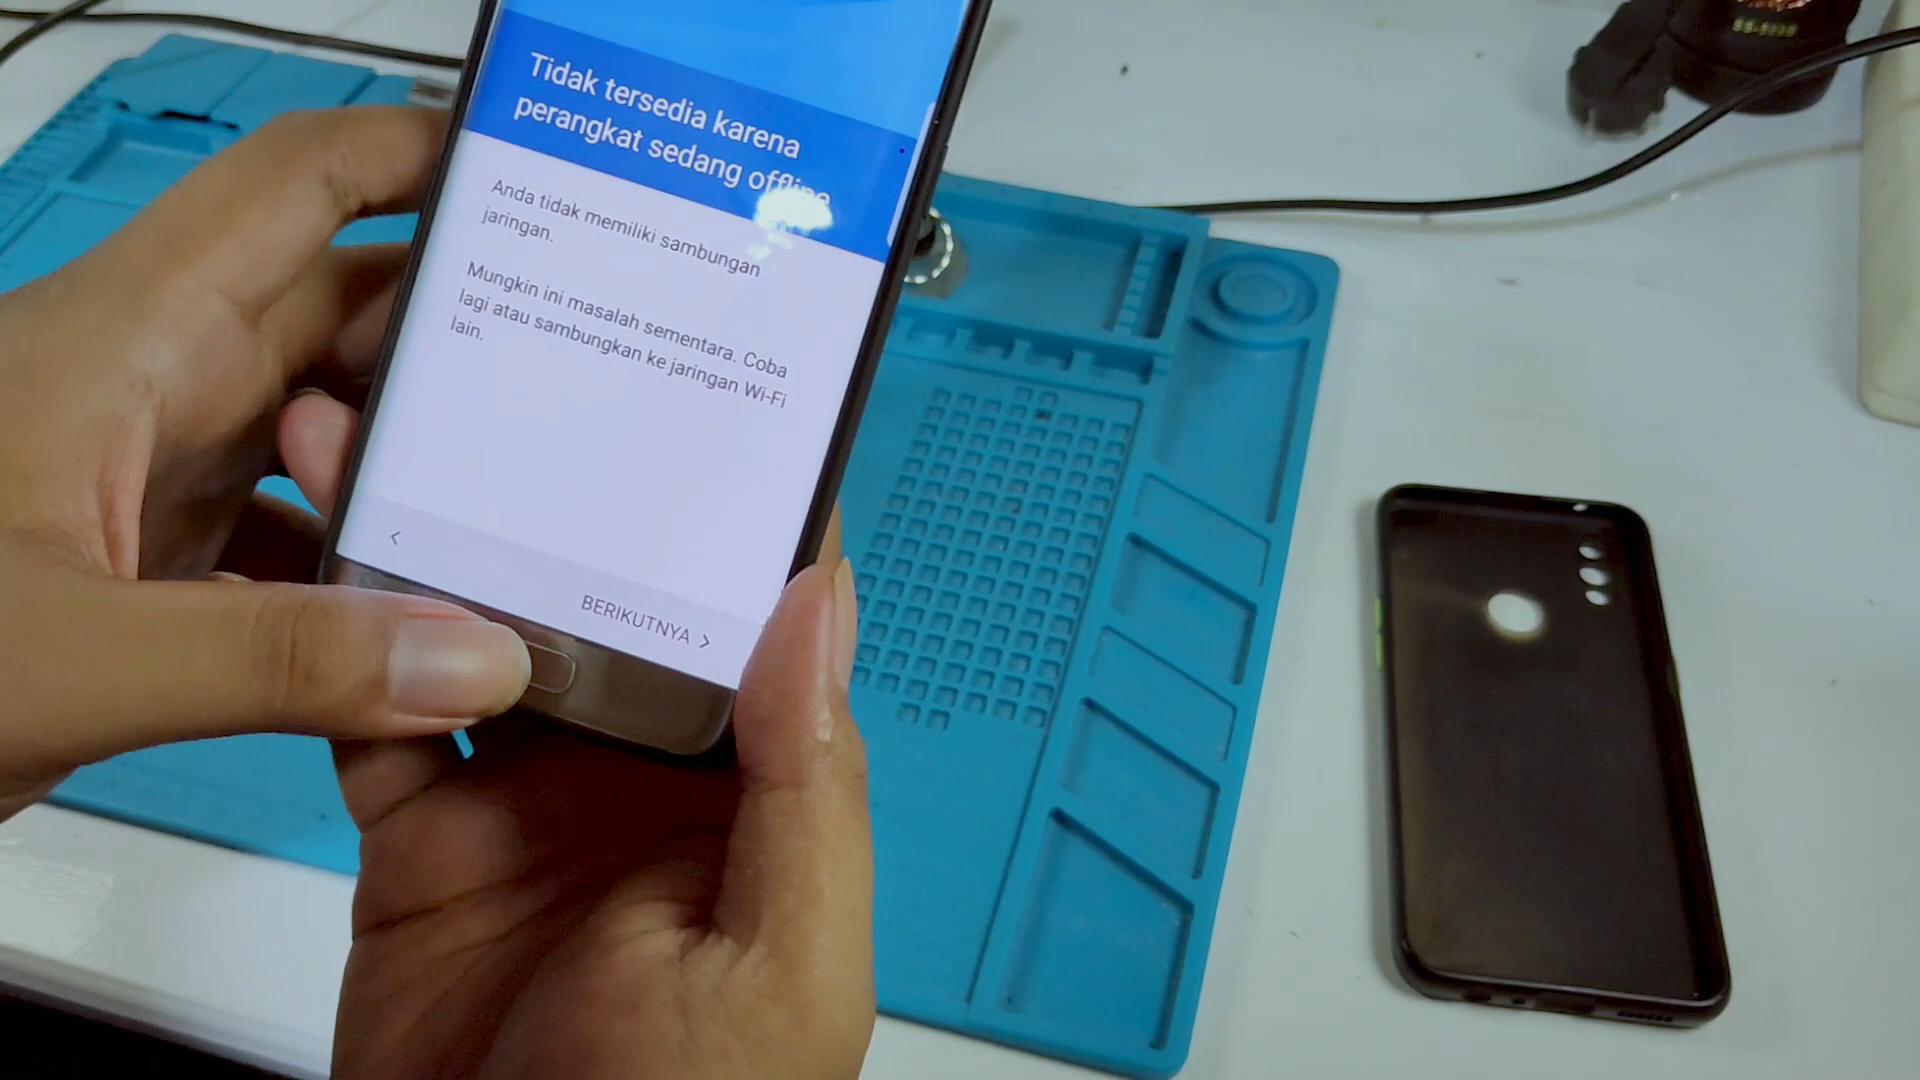 Tidak tersedia karena
perangkat sedang offline
Anda tidak memiliki sambungan
jaringan.
Mungkin ini masalah sementara. Coba
lagi atau sambungkan ke jaringan Wi-Fi
lain.
BERIKUTNYA